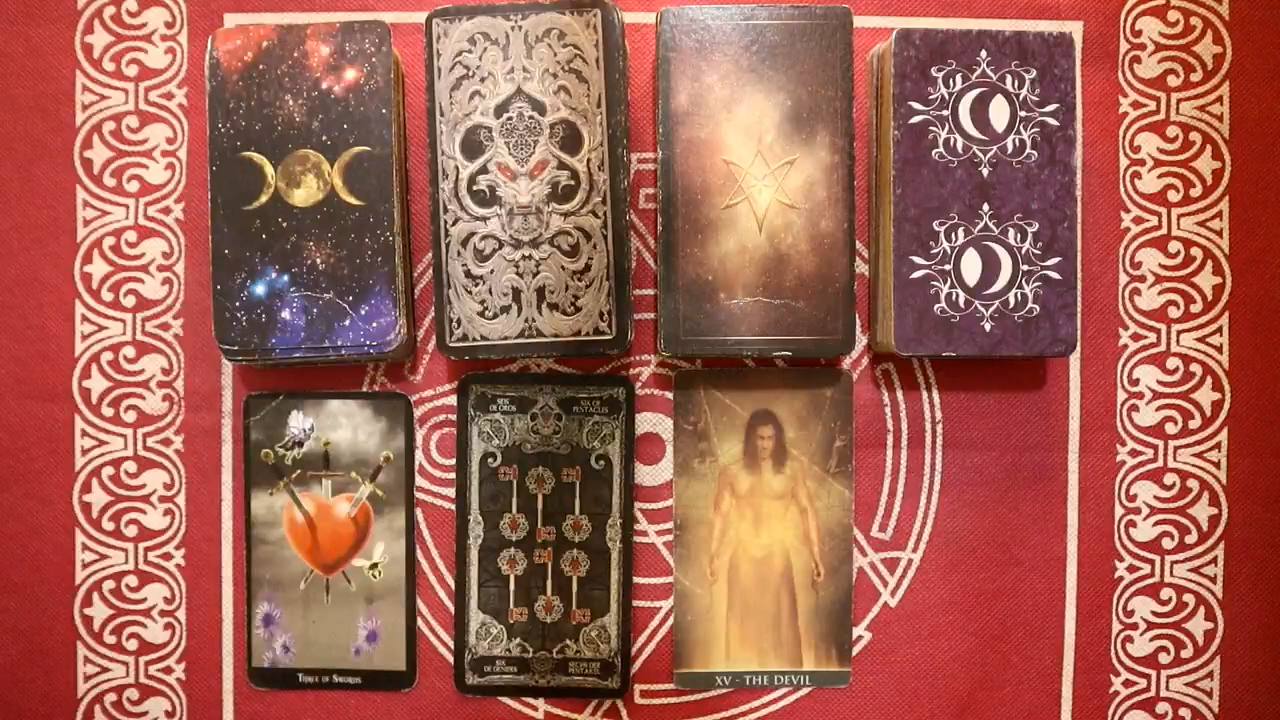 SEIS
DE OROS
SIX OF
PENTACLES
Three of Swords
SIX
DE DENIERS
SECHS DER
PENTAKEL
XV - THE DEVIL